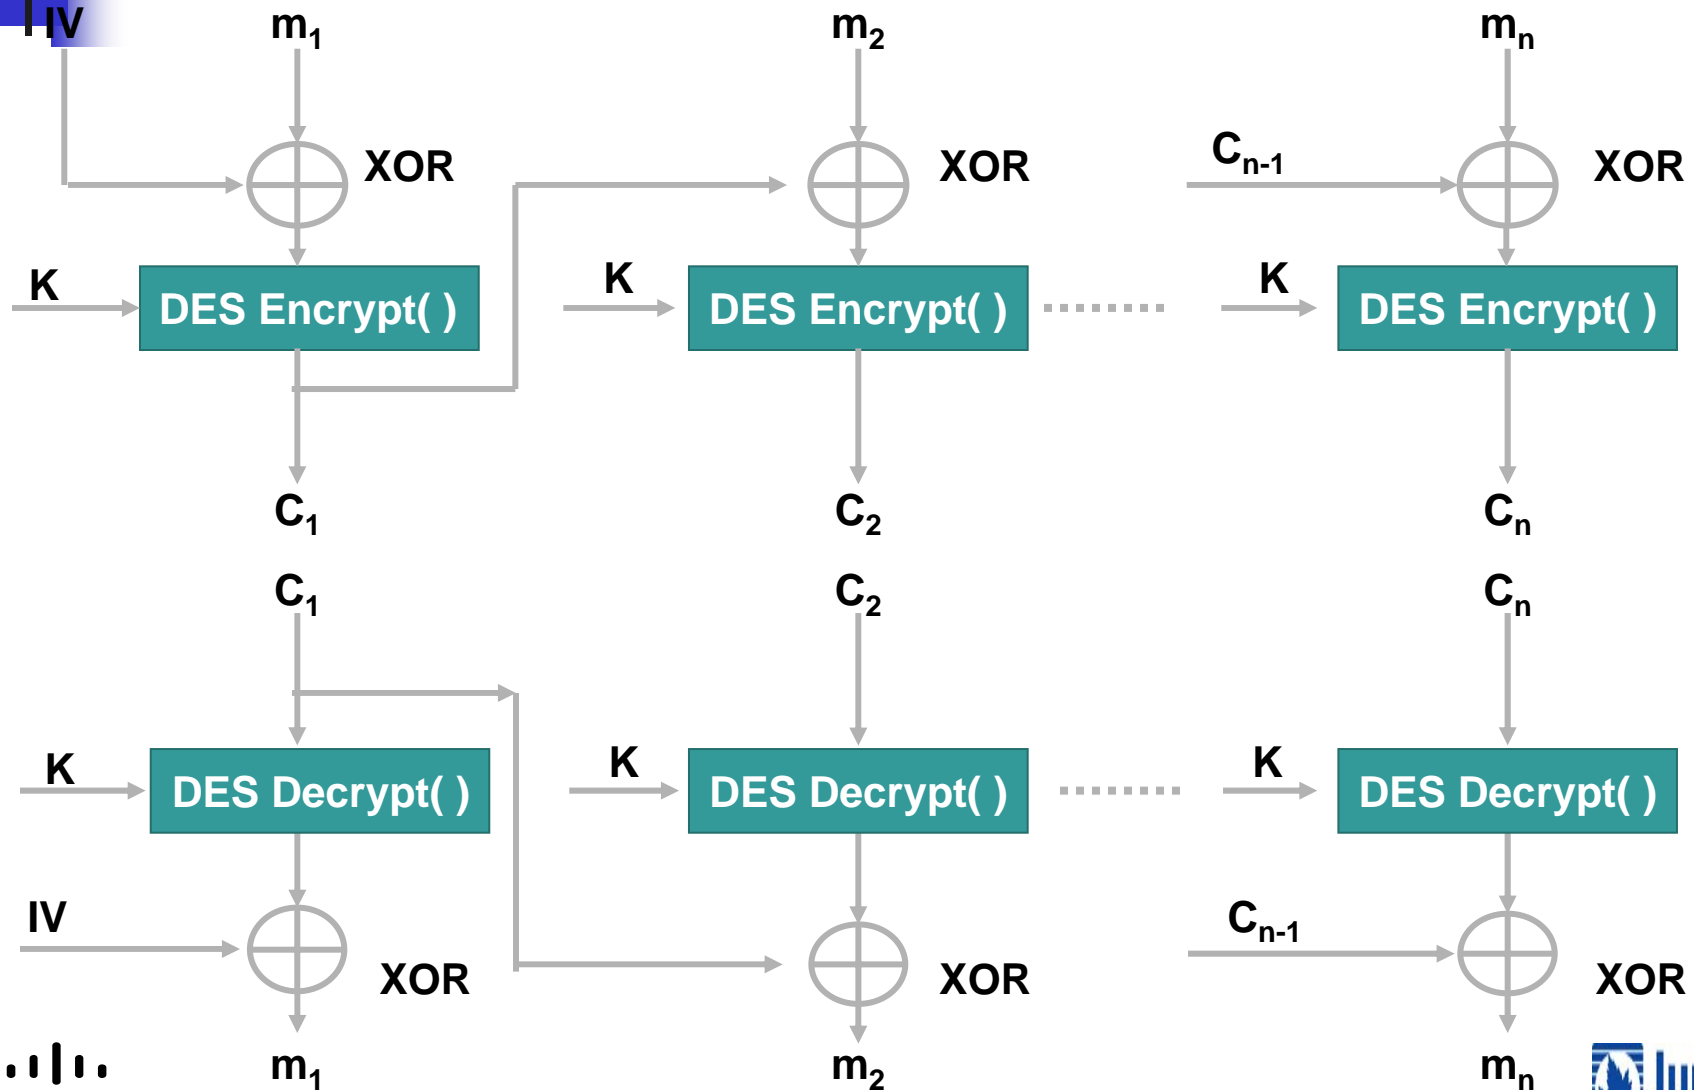 IV m₁ m₂ mₙ
XOR XOR Cₙ₋₁ XOR
K DES Encrypt( ) K DES Encrypt( ) K DES Encrypt( )
C₁ C₂ Cₙ
C₁ C₂ Cₙ
K DES Decrypt( ) K DES Decrypt( ) K DES Decrypt( )
IV XOR XOR Cₙ₋₁ XOR
m₁ m₂ mₙ